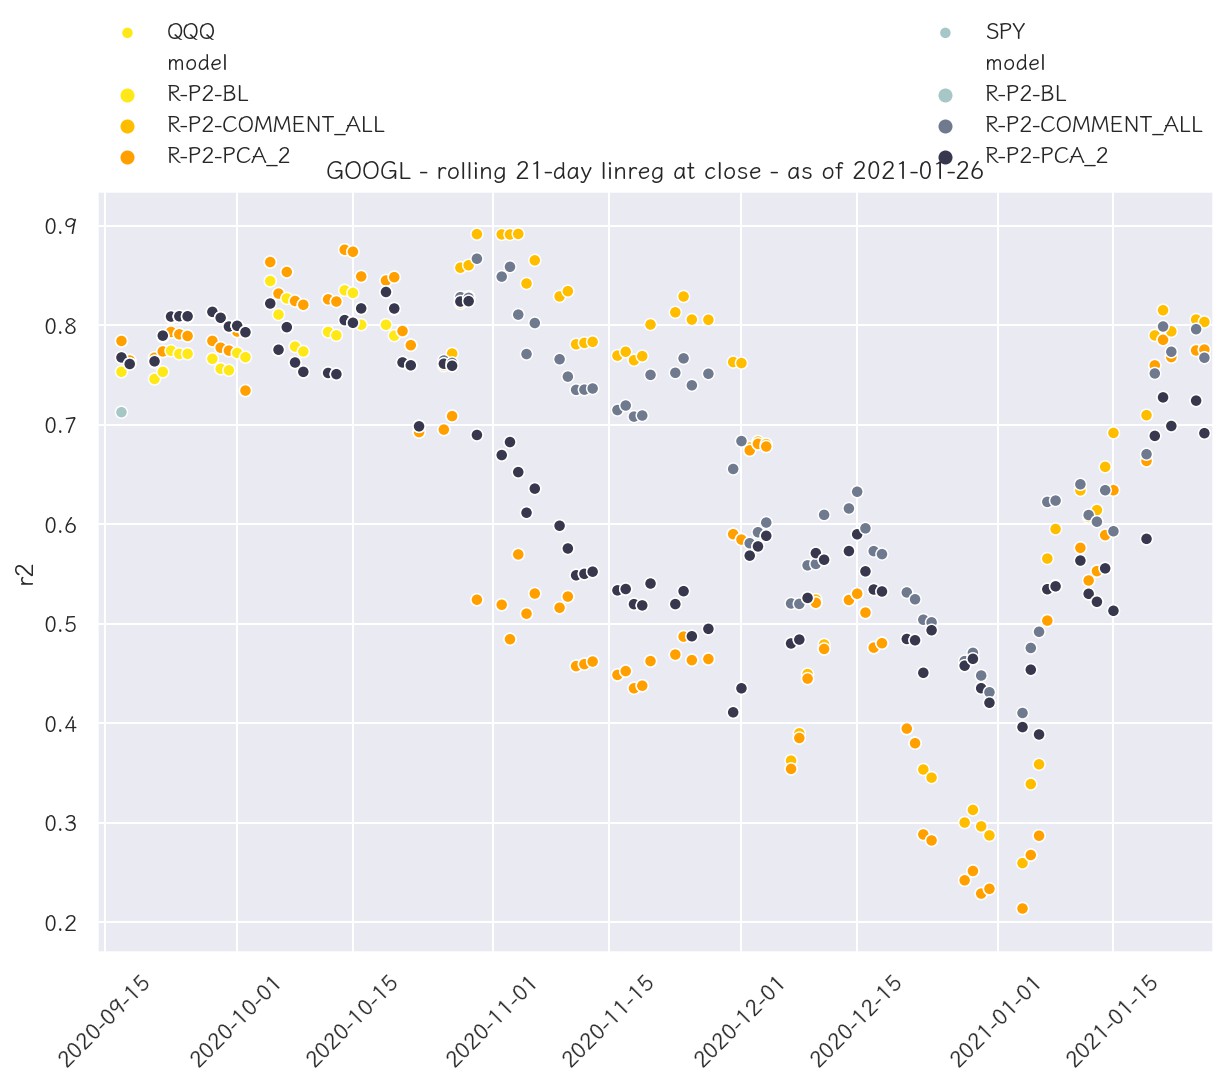 QQQ
model
R-P2-BL
R-P2-COMMENT_ALL
R-P2-PCA_2
SPY
model
R-P2-BL
R-P2-COMMENT_ALL
R-P2-PCA_2
GOOGL - rolling 21-day linreg at close - as of 2021-01-26
r2
0.9
0.8
0.7
0.6
0.5
0.4
0.3
0.2
2020-09-15
2020-10-01
2020-10-15
2020-11-01
2020-11-15
2020-12-01
2020-12-15
2021-01-01
2021-01-15